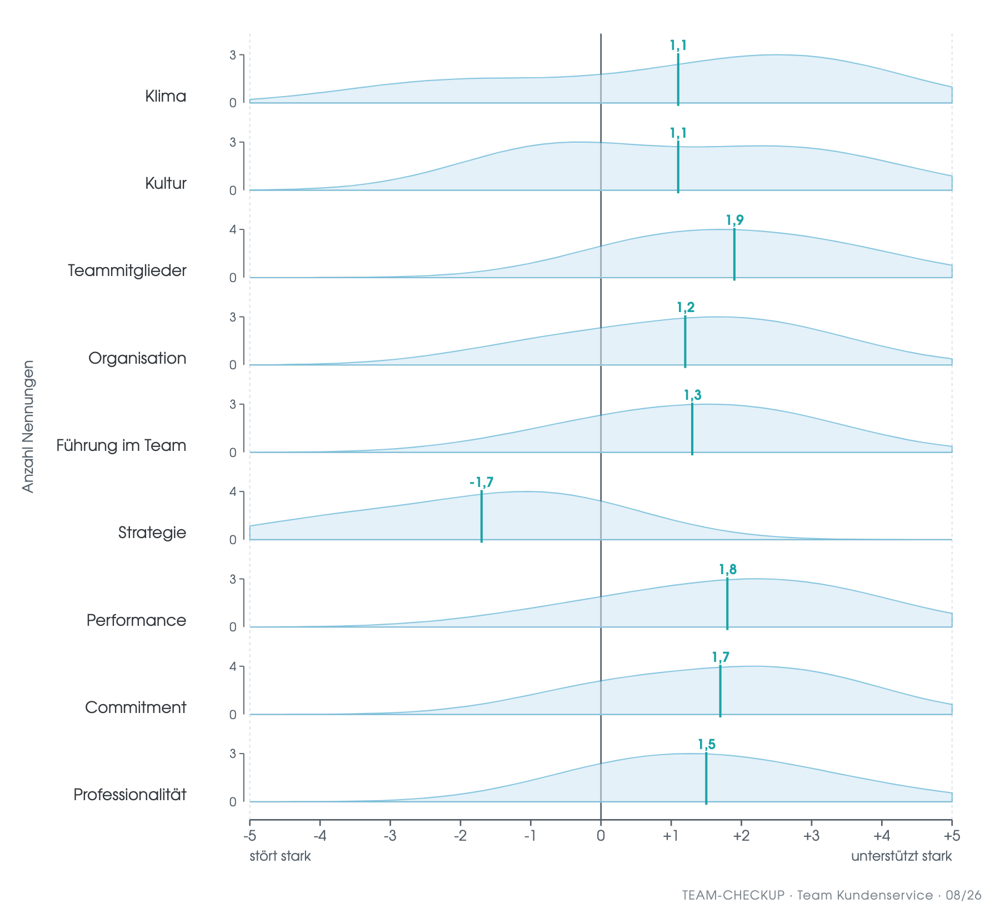 1,1
3
Klima
0
1,1
3
Kultur
0
1,9
4
Teammitglieder
0
1,2
3
Organisation
0
Anzahl Nennungen
1,3
3
Führung im Team
0
-1,7
4
Strategie
0
1,8
3
Performance
0
1,7
4
Commitment
0
1,5
3
Professionalität
0
-5 -4 -3 -2 -1 0 +1 +2 +3 +4 +5
stört stark unterstützt stark
TEAM-CHECKUP · Team Kundenservice · 08/26